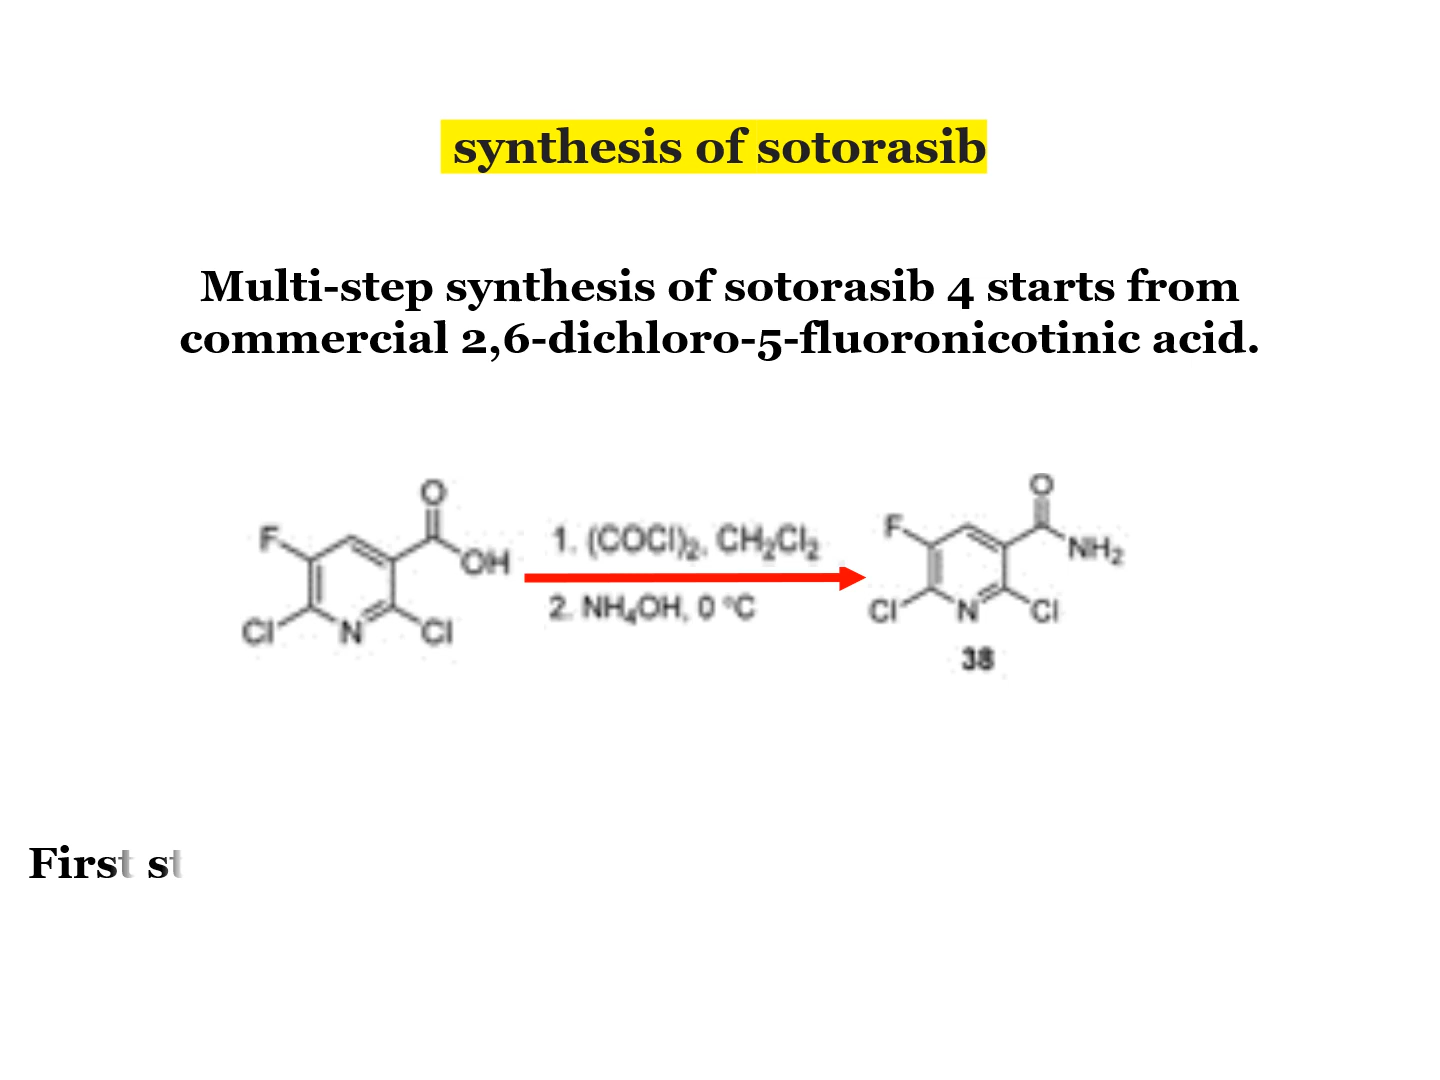 synthesis of sotorasib
Multi-step synthesis of sotorasib 4 starts from
commercial 2,6-dichloro-5-fluoronicotinic acid.
O
F
OH
Cl
N
Cl
1. (COCl)₂, CH₂Cl₂
2. NH₄OH, 0 °C
O
F
NH₂
Cl
N
Cl
38
First st